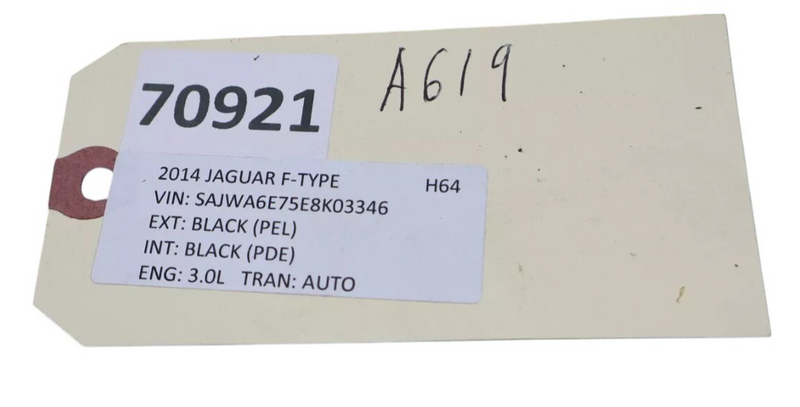 70921
A619
2014 JAGUAR F-TYPE H64
VIN: SAJWA6E75E8K03346
EXT: BLACK (PEL)
INT: BLACK (PDE)
ENG: 3.0L TRAN: AUTO